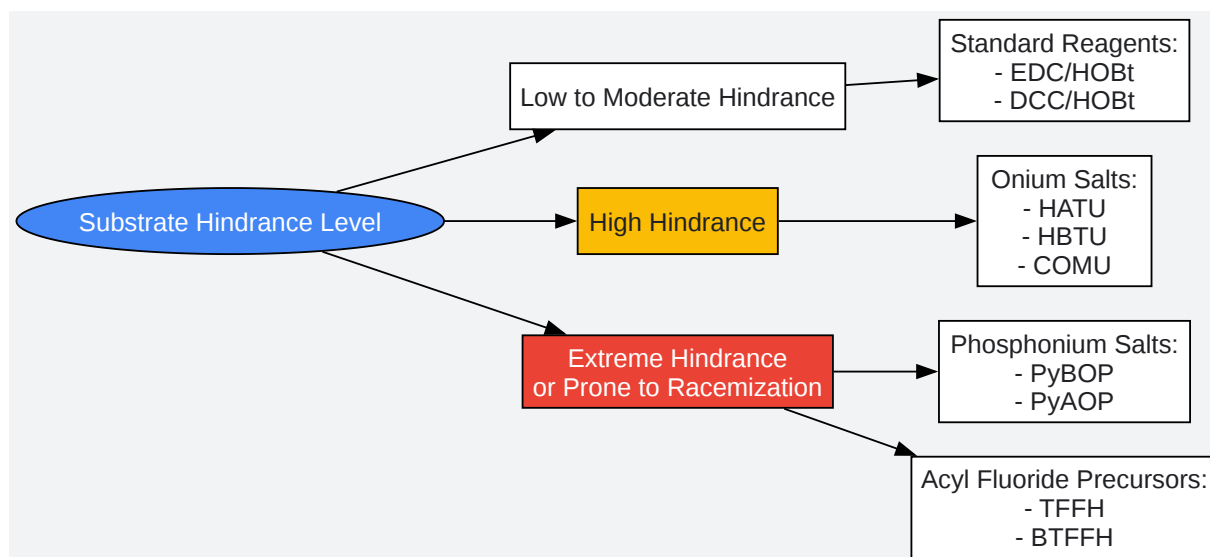 Substrate Hindrance Level
Low to Moderate Hindrance
Standard Reagents:
- EDC/HOBt
- DCC/HOBt
High Hindrance
Onium Salts:
- HATU
- HBTU
- COMU
Extreme Hindrance
or Prone to Racemization
Phosphonium Salts:
- PyBOP
- PyAOP
Acyl Fluoride Precursors:
- TFFH
- BTFFH